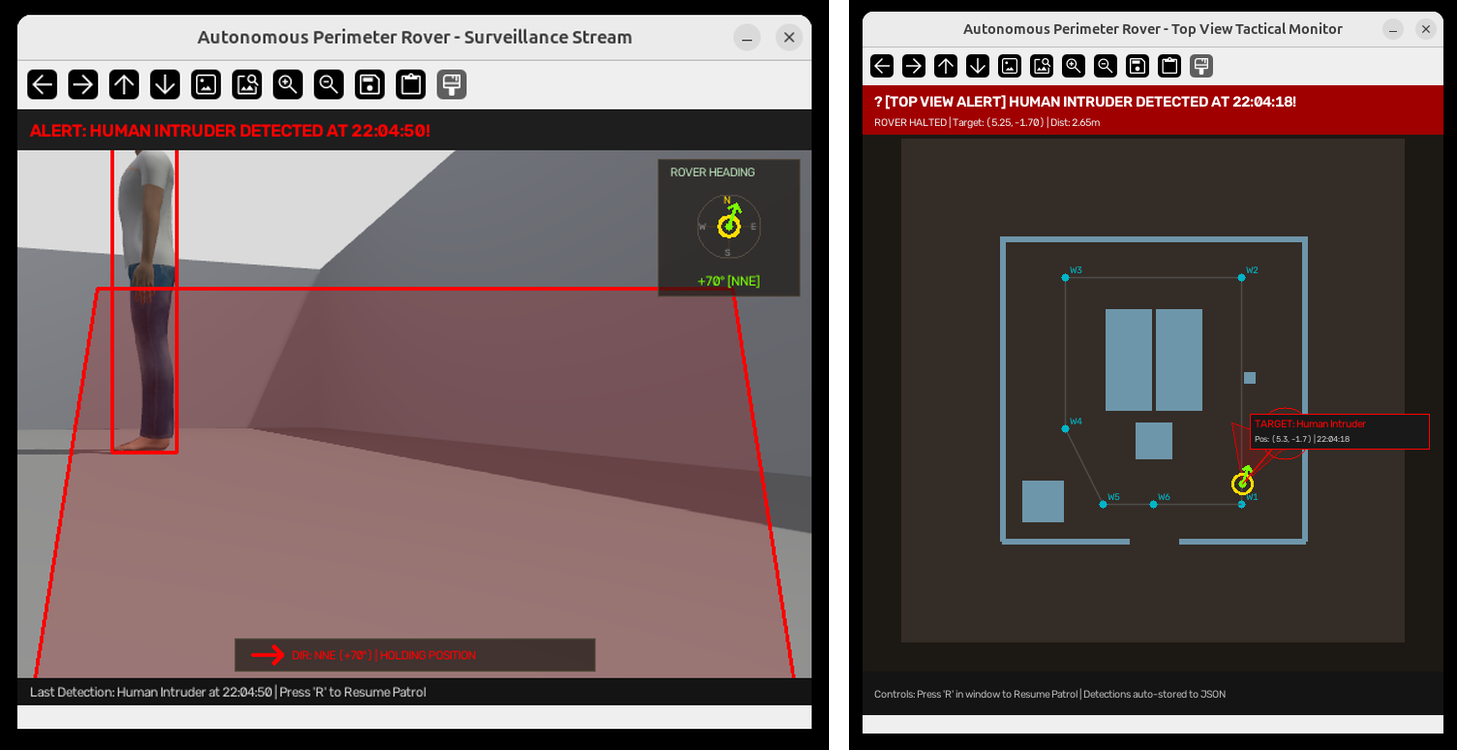 Autonomous Perimeter Rover - Surveillance Stream
ALERT: HUMAN INTRUDER DETECTED AT 22:04:50!
ROVER HEADING
N
W
E
S
+70° [NNE]
DIR: NNE (+70°) | HOLDING POSITION
Last Detection: Human Intruder at 22:04:50 | Press 'R' to Resume Patrol
Autonomous Perimeter Rover - Top View Tactical Monitor
? [TOP VIEW ALERT] HUMAN INTRUDER DETECTED AT 22:04:18!
ROVER HALTED | Target: (5.25, -1.70) | Dist: 2.65m
W3
W2
W4
TARGET: Human Intruder
Pos: (5.3, -1.7) | 22:04:18
W5
W6
W1
Controls: Press 'R' in window to Resume Patrol | Detections auto-stored to JSON